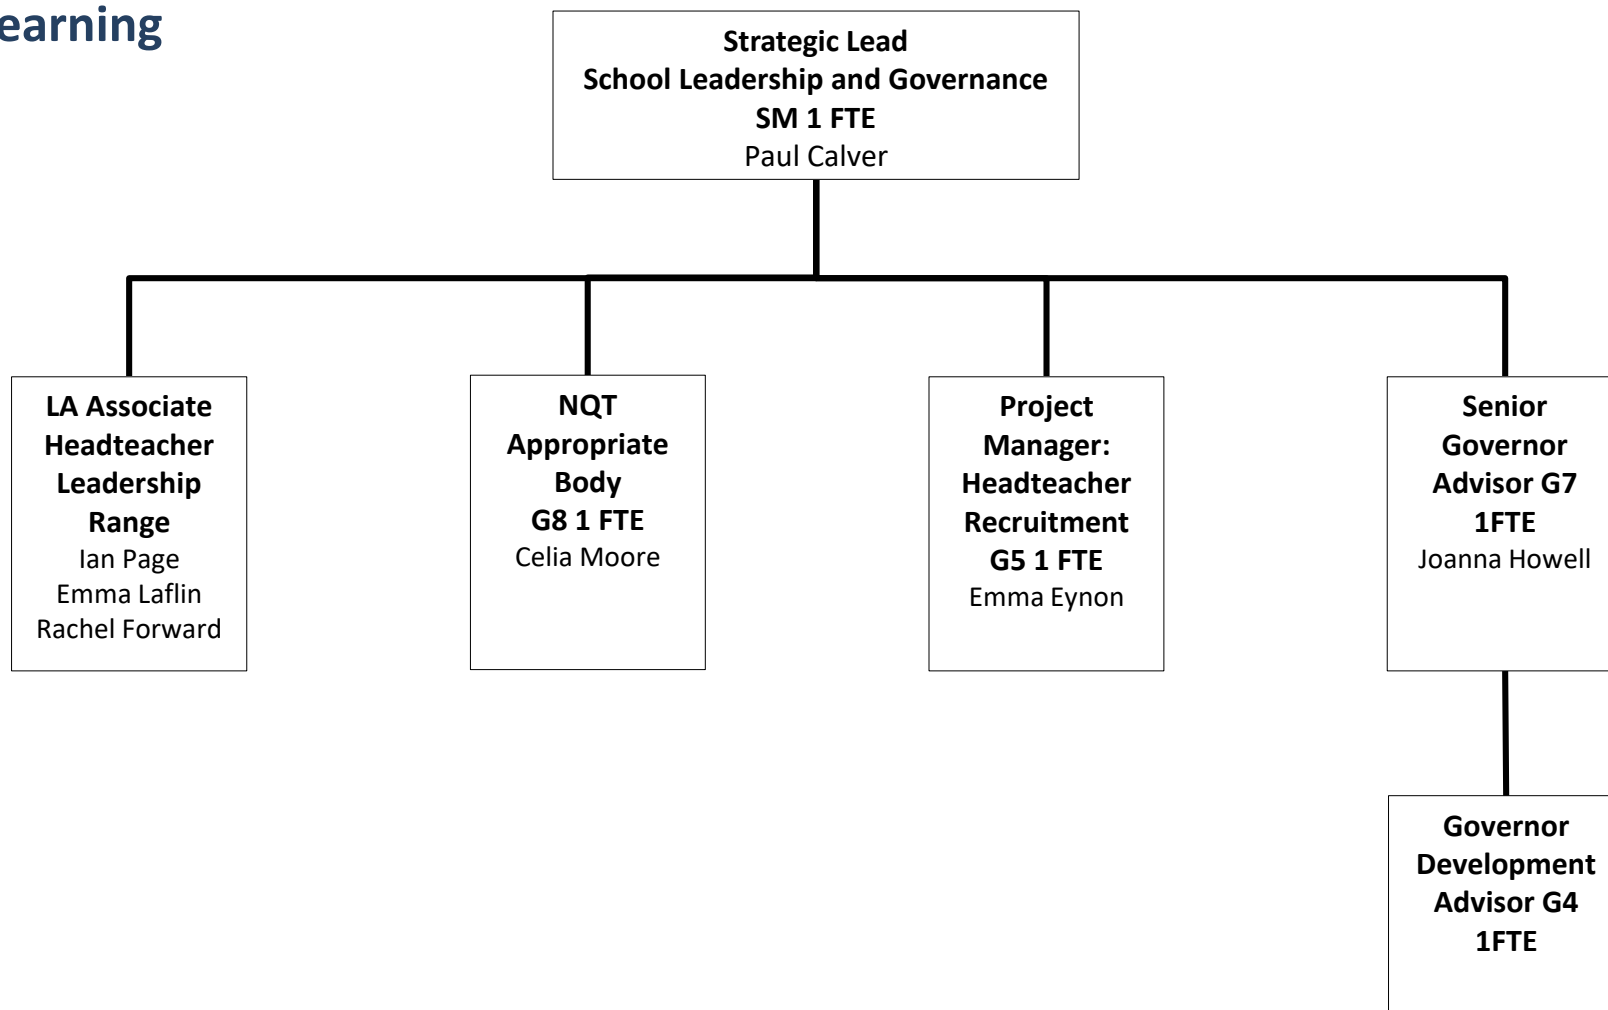 earning
Strategic Lead
School Leadership and Governance
SM 1 FTE
Paul Calver
LA Associate
Headteacher
Leadership
Range
Ian Page
Emma Laflin
Rachel Forward
NQT
Appropriate
Body
G8 1 FTE
Celia Moore
Project
Manager:
Headteacher
Recruitment
G5 1 FTE
Emma Eynon
Senior
Governor
Advisor G7
1FTE
Joanna Howell
Governor
Development
Advisor G4
1FTE